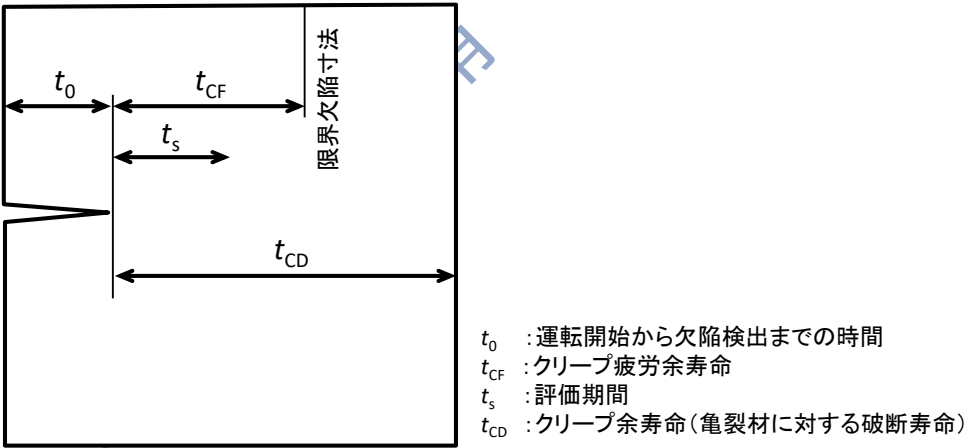 t0
tCF
限界欠陥寸法
ts
tCD
t0 :運転開始から欠陥検出までの時間
tCF :クリープ疲労余寿命
ts :評価期間
tCD :クリープ余寿命(亀裂材に対する破断寿命)